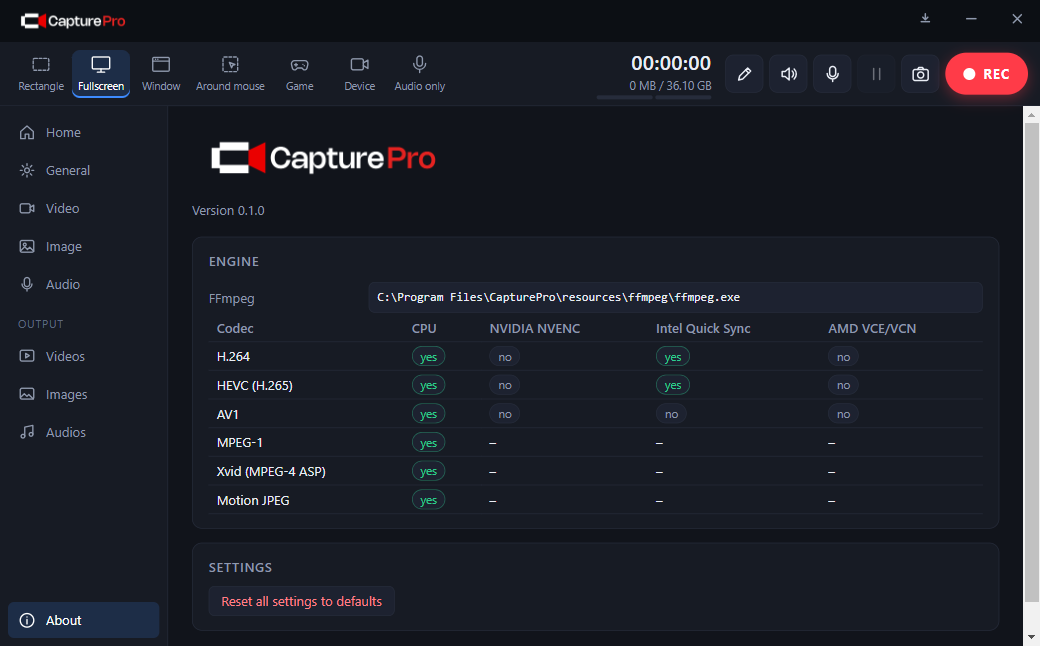 CapturePro
Rectangle Fullscreen Window Around mouse Game Device Audio only
00:00:00
0 MB / 36.10 GB
REC
Home
General
Video
Image
Audio
OUTPUT
Videos
Images
Audios
About
CapturePro
Version 0.1.0
ENGINE
FFmpeg C:\Program Files\CapturePro\resources\ffmpeg\ffmpeg.exe
Codec CPU NVIDIA NVENC Intel Quick Sync AMD VCE/VCN
H.264 yes no yes no
HEVC (H.265) yes no yes no
AV1 yes no no no
MPEG-1 yes – – –
Xvid (MPEG-4 ASP) yes – – –
Motion JPEG yes – – –
SETTINGS
Reset all settings to defaults